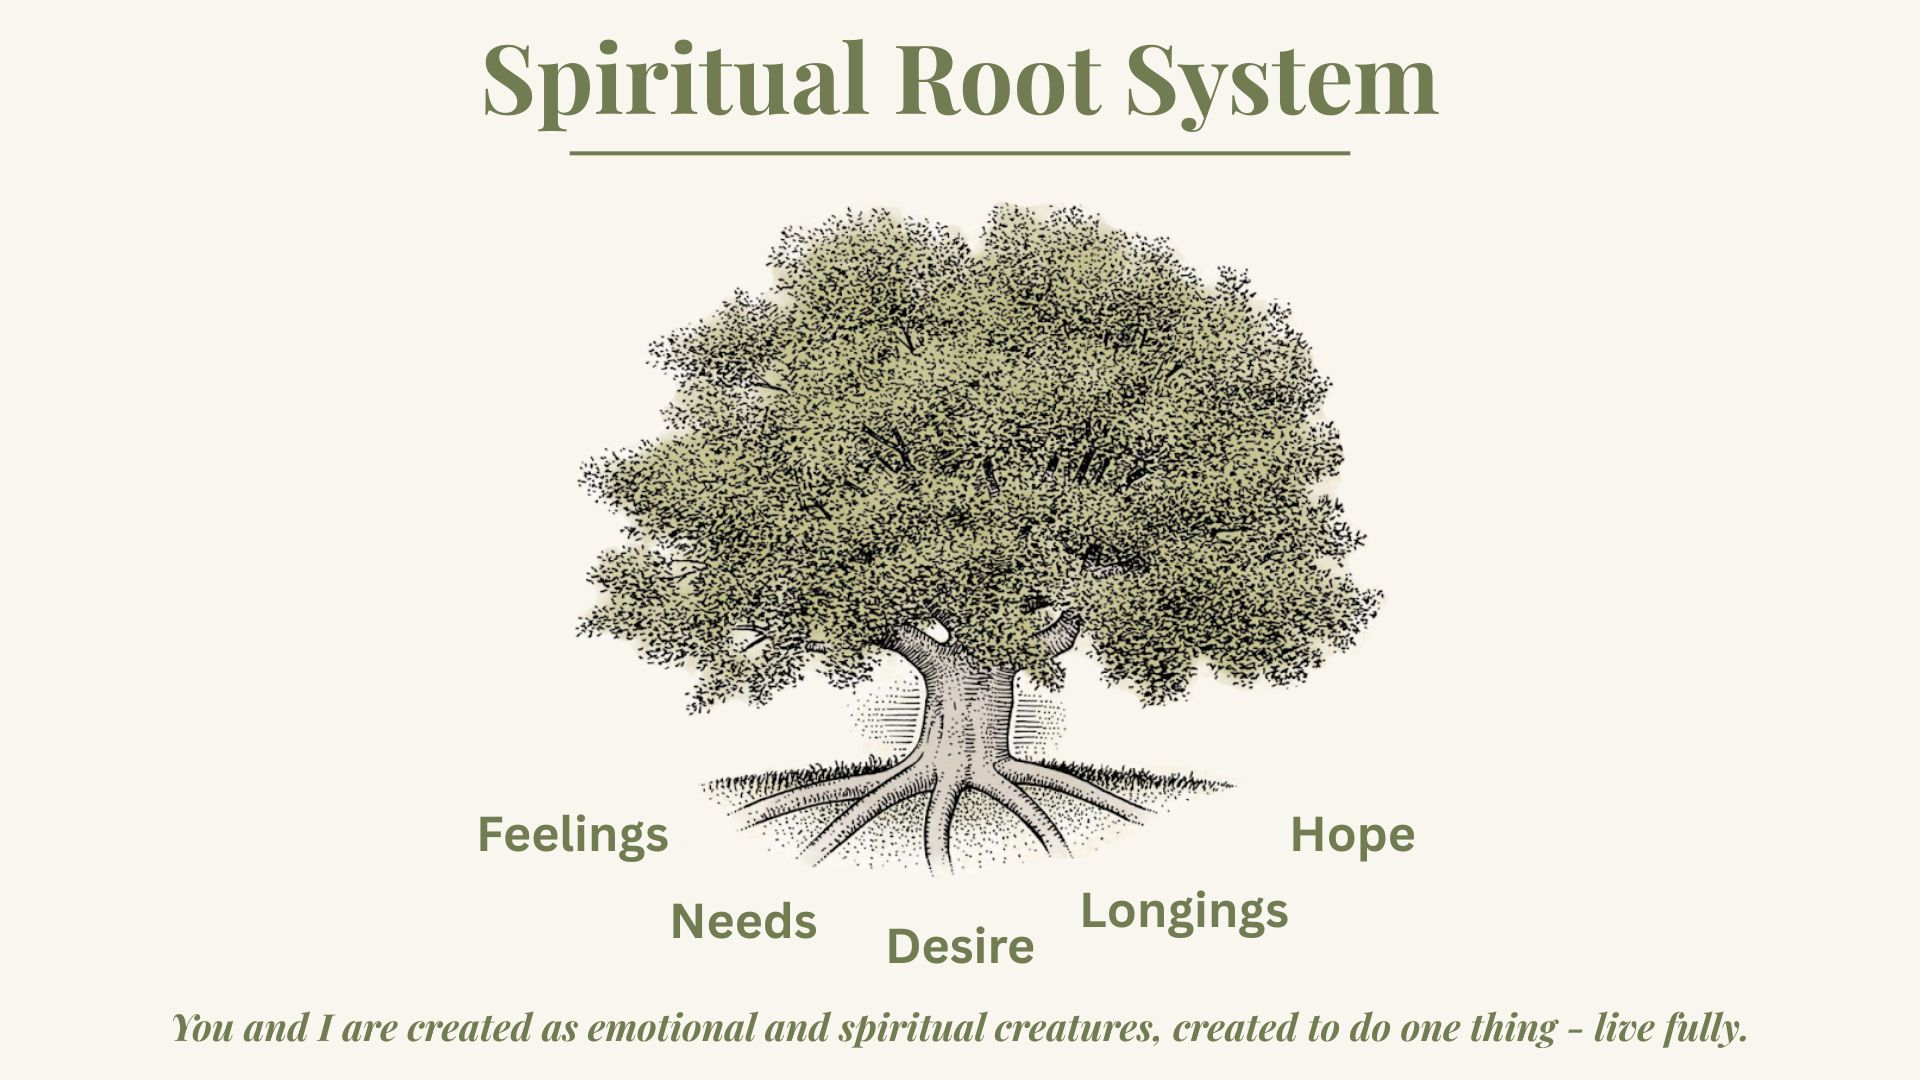 Spiritual Root System
Feelings
Hope
Needs
Longings
Desire
You and I are created as emotional and spiritual creatures, created to do one thing - live fully.